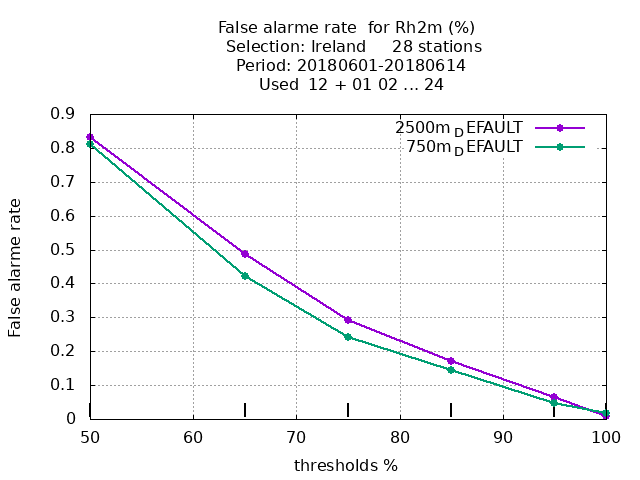 False alarme rate  for Rh2m (%)
Selection: Ireland     28 stations
Period: 20180601-20180614
Used  12 + 01 02 ... 24
2500m_DEFAULT
750m_DEFAULT
0.9
0.8
0.7
0.6
0.5
0.4
0.3
0.2
0.1
0
False alarme rate
50 60 70 80 90 100
thresholds %